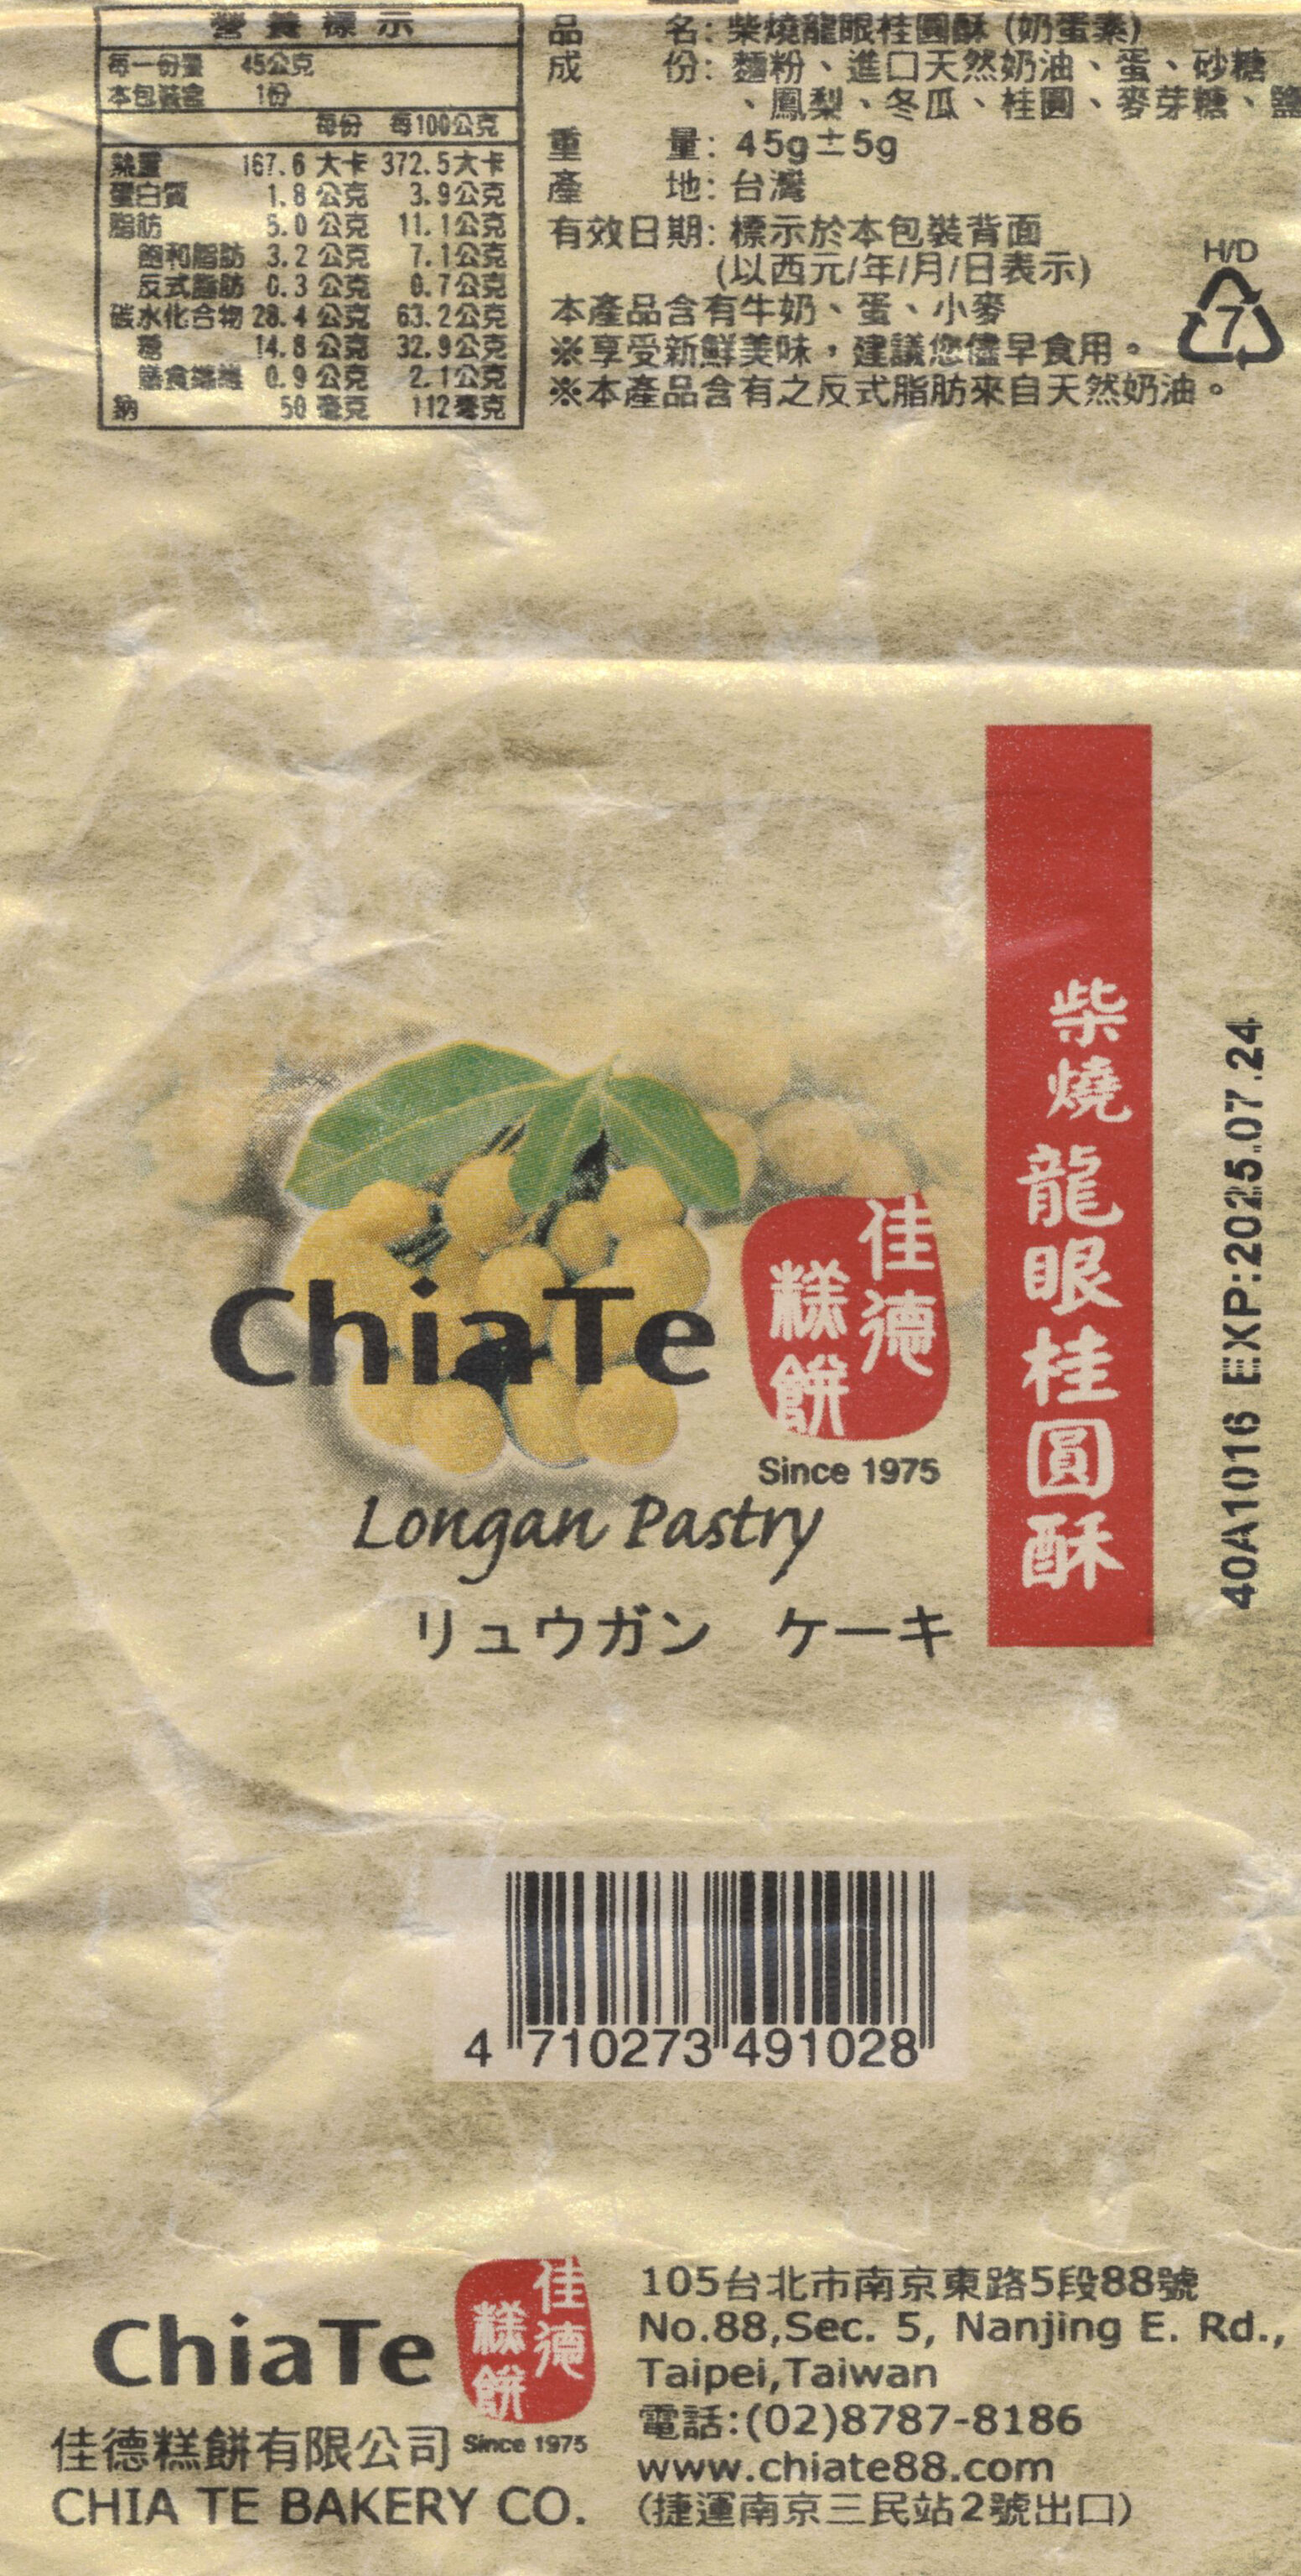 營養標示
每一份量 45公克
本包裝含 1份
每份 每100公克
熱量 167.6 大卡 372.5大卡
蛋白質 1.8 公克 3.9公克
脂肪 5.0 公克 11.1公克
飽和脂肪 3.2 公克 7.1公克
反式脂肪 0.3 公克 0.7公克
碳水化合物 28.4 公克 63.2公克
糖 14.8 公克 32.9公克
膳食纖維 0.9 公克 2.1公克
鈉 50 毫克 112毫克
品名: 柴燒龍眼桂圓酥 (奶蛋素)
成份: 麵粉、進口天然奶油、蛋、砂糖
、鳳梨、冬瓜、桂圓、麥芽糖、鹽
重量: 45g±5g
產地: 台灣
有效日期: 標示於本包裝背面
(以西元/年/月/日表示)
本產品含有牛奶、蛋、小麥
※享受新鮮美味，建議您儘早食用。
※本產品含有之反式脂肪來自天然奶油。
H/D
7
柴燒龍眼桂圓酥
40A1016 EXP:2025.07.24
ChiaTe
佳德
糕餅
Since 1975
Longan Pastry
リュウガン ケーキ
4 710273 491028
ChiaTe
佳德
糕餅
Since 1975
佳德糕餅有限公司
CHIA TE BAKERY CO.
105台北市南京東路5段88號
No.88,Sec. 5, Nanjing E. Rd.,
Taipei,Taiwan
電話:(02)8787-8186
www.chiate88.com
(捷運南京三民站2號出口)